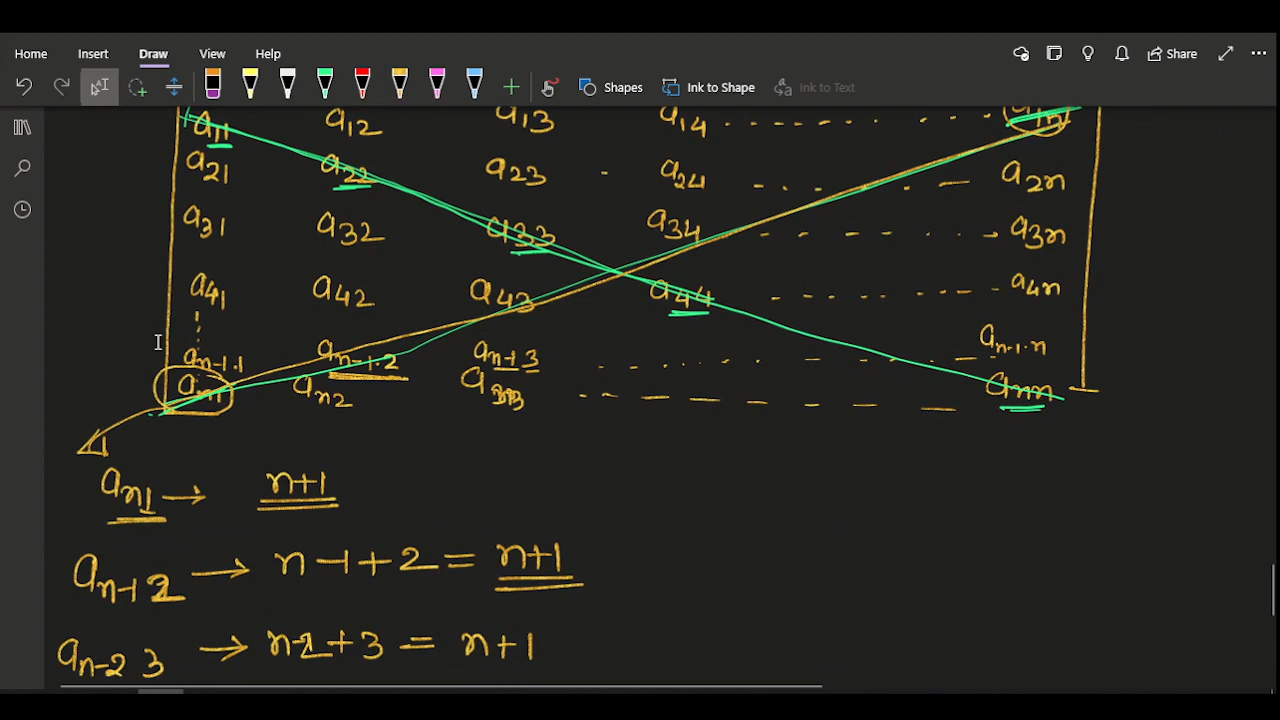 Home Insert Draw View Help Share
Shapes Ink to Shape Ink to Text
a11 a12 a13 a14 - - - - - - - a1n
a21 a22 a23 - a24 - - - - - a2n
a31 a32 a33 a34 - - - - - a3n
a41 a42 a43 a44 - - - - - - - a4n
an-1.1 an-1.2 an-1 3 - - - - - - - an-1.n
an1 an2 - - - - - - - ann
an1 → n+1
an-1 2 → n-1+2 = n+1
an-2 3 → n-2+3 = n+1